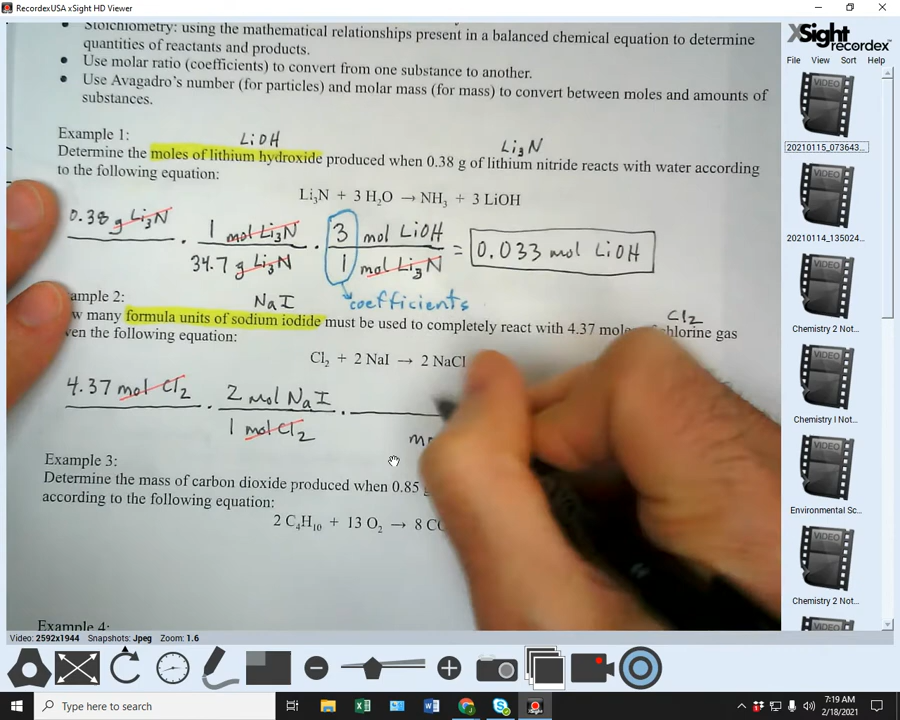 RecordexUSA xSight HD Viewer
Stoichiometry: using the mathematical relationships present in a balanced chemical equation to determine
quantities of reactants and products.
• Use molar ratio (coefficients) to convert from one substance to another.
• Use Avagadro's number (for particles) and molar mass (for mass) to convert between moles and amounts of
substances.
Example 1:
LiOH
Li₃N
Determine the moles of lithium hydroxide produced when 0.38 g of lithium nitride reacts with water according
to the following equation:
Li₃N + 3 H₂O → NH₃ + 3 LiOH
0.38 g Li₃N · 1 mol Li₃N · 3 mol LiOH = 0.033 mol LiOH
34.7 g Li₃N 1 mol Li₃N
coefficients
ample 2:
NaI
Cl₂
w many formula units of sodium iodide must be used to completely react with 4.37 moles chlorine gas
ven the following equation:
Cl₂ + 2 NaI → 2 NaCl
4.37 mol Cl₂ · 2 mol NaI ·
1 mol Cl₂
Example 3:
Determine the mass of carbon dioxide produced when 0.85
according to the following equation:
2 C₄H₁₀ + 13 O₂ → 8 CO
Example 4:
xSight
recordex
File View Sort Help
20210115_073643...
20210114_135024...
Chemistry 2 Not...
Chemistry I Not...
Environmental Sc...
Chemistry 2 Not...
Video: 2592x1944 Snapshots: Jpeg Zoom: 1.6
Type here to search
7:19 AM
2/18/2021